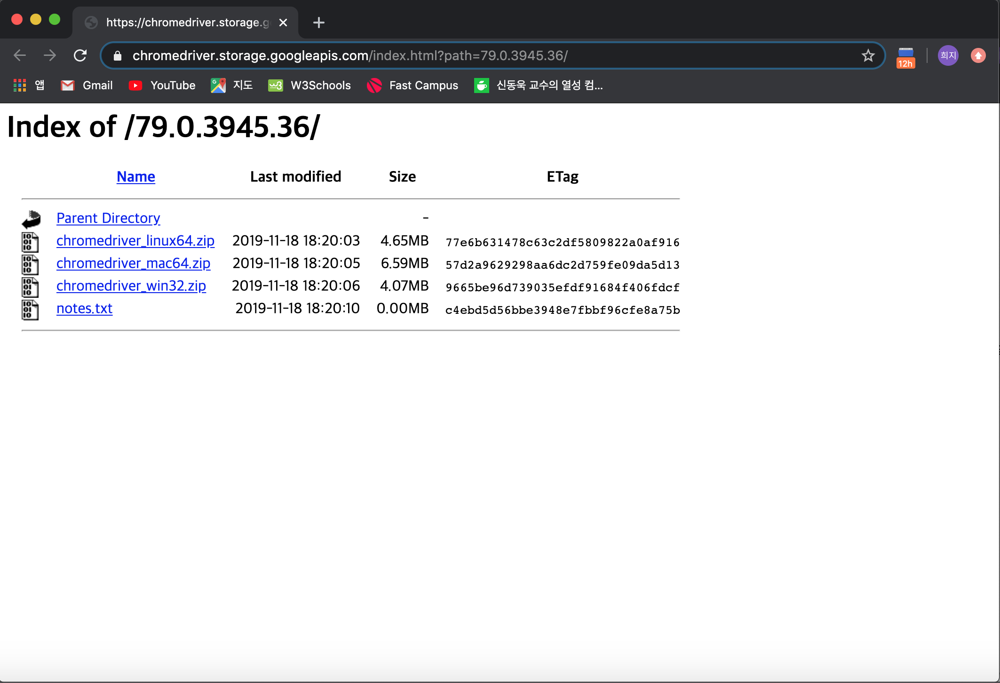 https://chromedriver.storage.g
chromedriver.storage.googleapis.com/index.html?path=79.0.3945.36/
12h
희지
앱 Gmail YouTube 지도 W3Schools Fast Campus 신동욱 교수의 열성 컴...
Index of /79.0.3945.36/
Name Last modified Size ETag
Parent Directory -
chromedriver_linux64.zip 2019-11-18 18:20:03 4.65MB 77e6b631478c63c2df5809822a0af916
chromedriver_mac64.zip 2019-11-18 18:20:05 6.59MB 57d2a9629298aa6dc2d759fe09da5d13
chromedriver_win32.zip 2019-11-18 18:20:06 4.07MB 9665be96d739035efdf91684f406fdcf
notes.txt 2019-11-18 18:20:10 0.00MB c4ebd5d56bbe3948e7fbbf96cfe8a75b